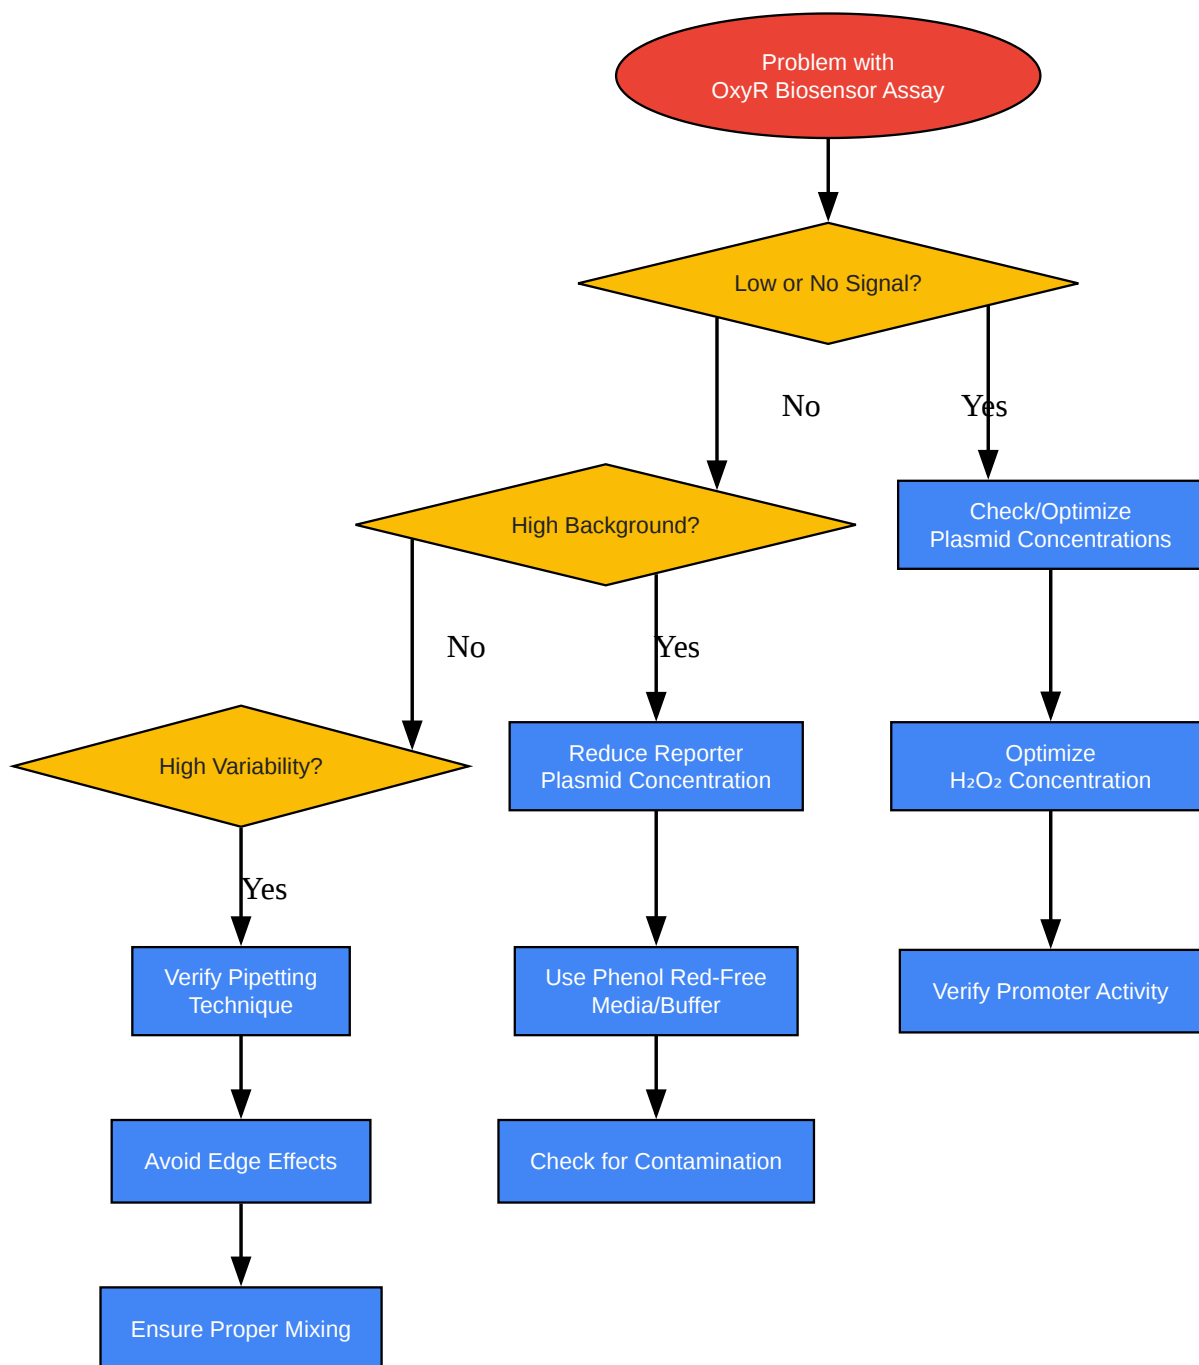 Problem with
OxyR Biosensor Assay
Low or No Signal?
No
Yes
High Background?
Check/Optimize
Plasmid Concentrations
No
Yes
High Variability?
Reduce Reporter
Plasmid Concentration
Optimize
H₂O₂ Concentration
Yes
Verify Pipetting
Technique
Use Phenol Red-Free
Media/Buffer
Verify Promoter Activity
Avoid Edge Effects
Check for Contamination
Ensure Proper Mixing